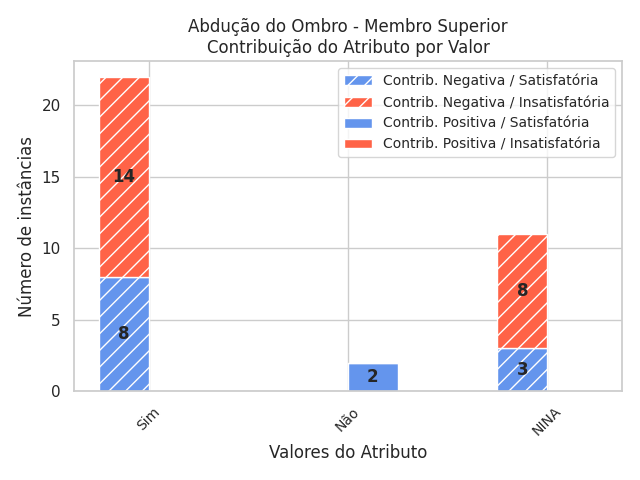 Abdução do Ombro - Membro Superior
Contribuição do Atributo por Valor
Contrib. Negativa / Satisfatória
Contrib. Negativa / Insatisfatória
Contrib. Positiva / Satisfatória
Contrib. Positiva / Insatisfatória
Número de instâncias
20
15
10
5
0
14
8
2
8
3
Sim
Não
NINA
Valores do Atributo